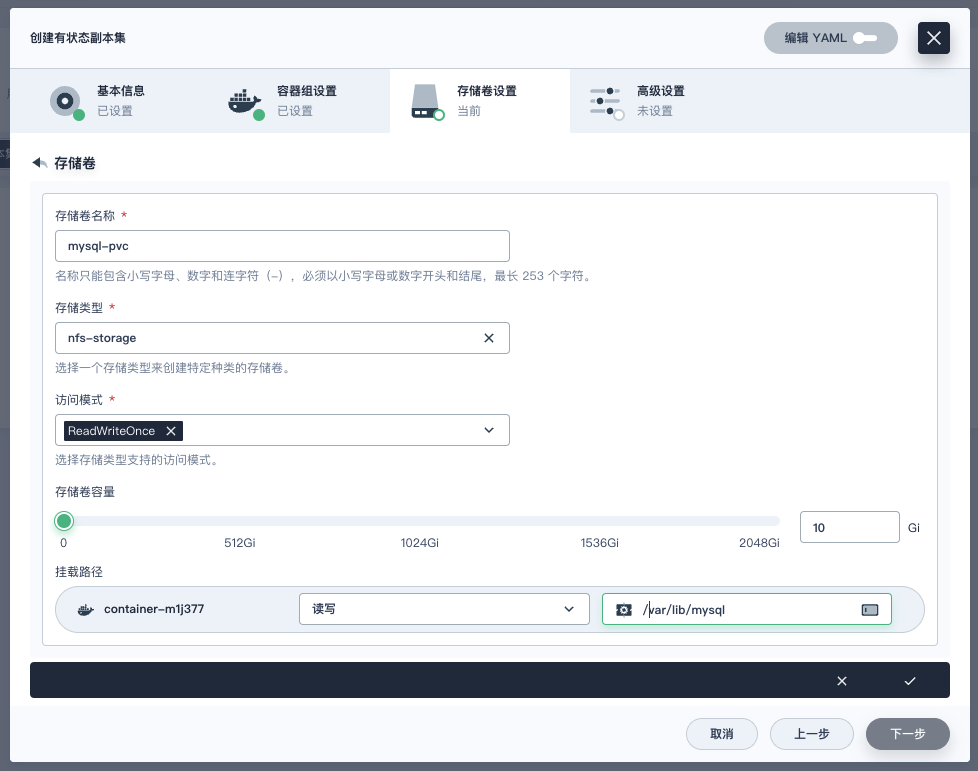 创建有状态副本集
编辑 YAML
基本信息
已设置
容器组设置
已设置
存储卷设置
当前
高级设置
未设置
存储卷
存储卷名称 *
mysql-pvc
名称只能包含小写字母、数字和连字符（-），必须以小写字母或数字开头和结尾，最长 253 个字符。
存储类型 *
nfs-storage
选择一个存储类型来创建特定种类的存储卷。
访问模式 *
ReadWriteOnce
选择存储类型支持的访问模式。
存储卷容量
10 Gi
0 512Gi 1024Gi 1536Gi 2048Gi
挂载路径
container-m1j377 读写 /var/lib/mysql
取消 上一步 下一步